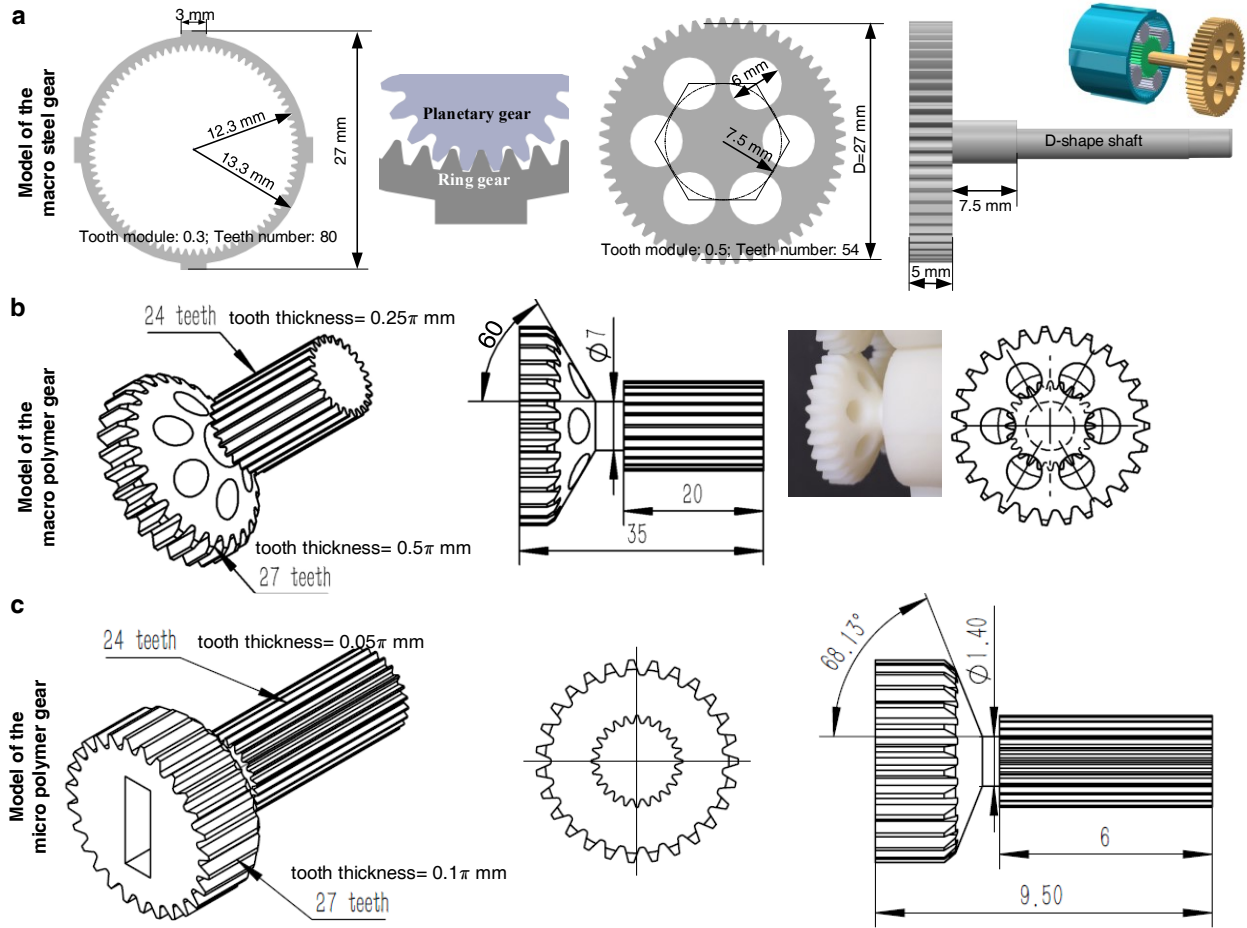 a
Model of the
macro steel gear
3 mm
12.3 mm
13.3 mm
27 mm
Tooth module: 0.3; Teeth number: 80
Planetary gear
Ring gear
6 mm
7.5 mm
D=27 mm
Tooth module: 0.5; Teeth number: 54
D-shape shaft
7.5 mm
5 mm
b
Model of the
macro polymer gear
24 teeth tooth thickness= 0.25π mm
tooth thickness= 0.5π mm
27 teeth
60
Φ7
20
35
c
Model of the
micro polymer gear
24 teeth tooth thickness= 0.05π mm
tooth thickness= 0.1π mm
27 teeth
68.13°
Φ1.40
6
9.50